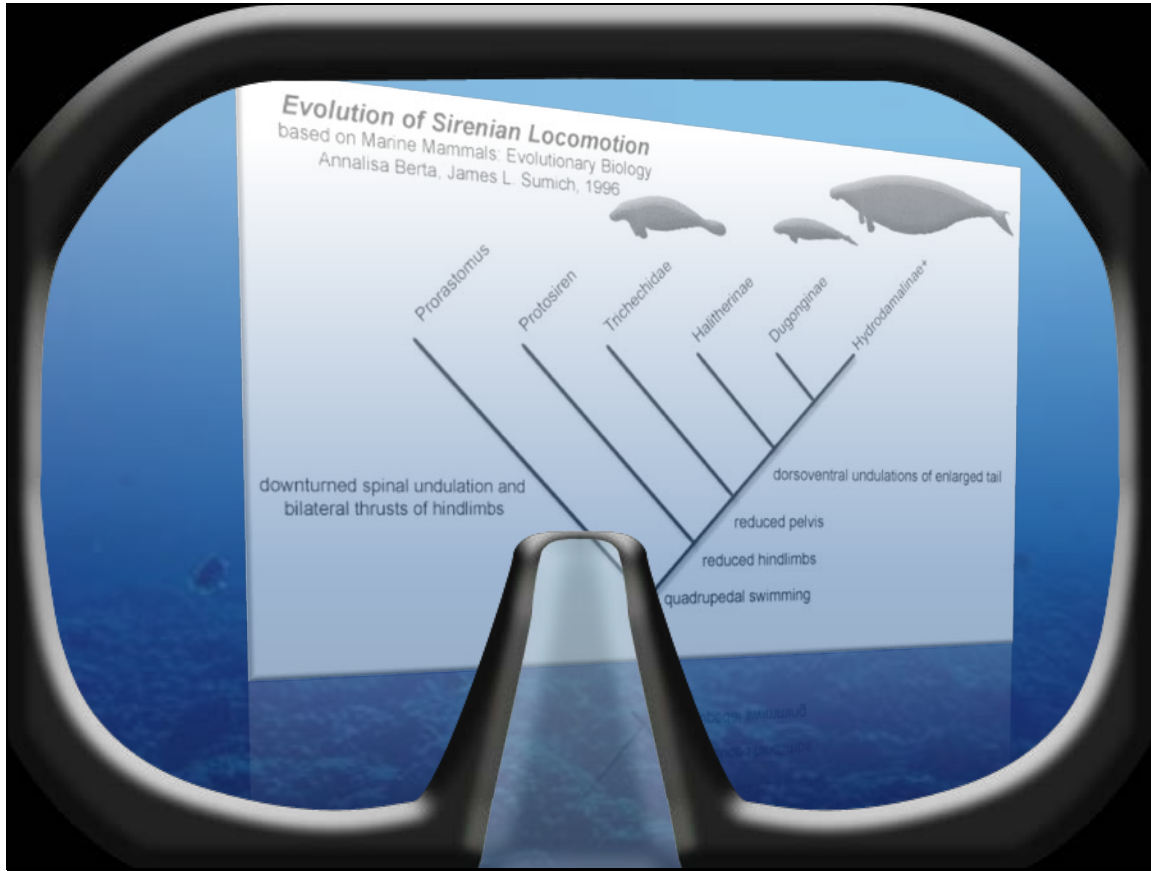 Evolution of Sirenian Locomotion
based on Marine Mammals: Evolutionary Biology
Annalisa Berta, James L. Sumich, 1996
Prorastomus
Protosiren
Trichechidae
Halitherinae
Dugonginae
Hydrodamalinae+
downturned spinal undulation and
bilateral thrusts of hindlimbs
dorsoventral undulations of enlarged tail
reduced pelvis
reduced hindlimbs
quadrupedal swimming